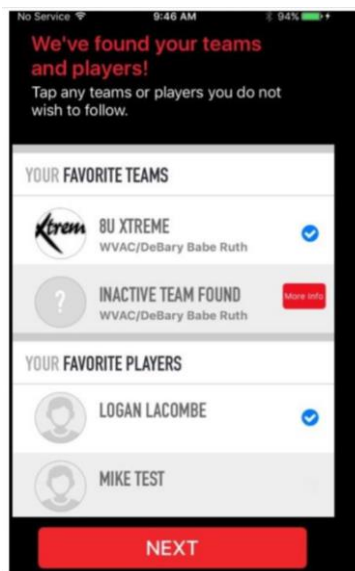 No Service 9:46 AM 94%
We've found your teams
and players!
Tap any teams or players you do not
wish to follow.
YOUR FAVORITE TEAMS
Xtrem
8U XTREME
WVAC/DeBary Babe Ruth
?
INACTIVE TEAM FOUND
More Info
WVAC/DeBary Babe Ruth
YOUR FAVORITE PLAYERS
LOGAN LACOMBE
MIKE TEST
NEXT